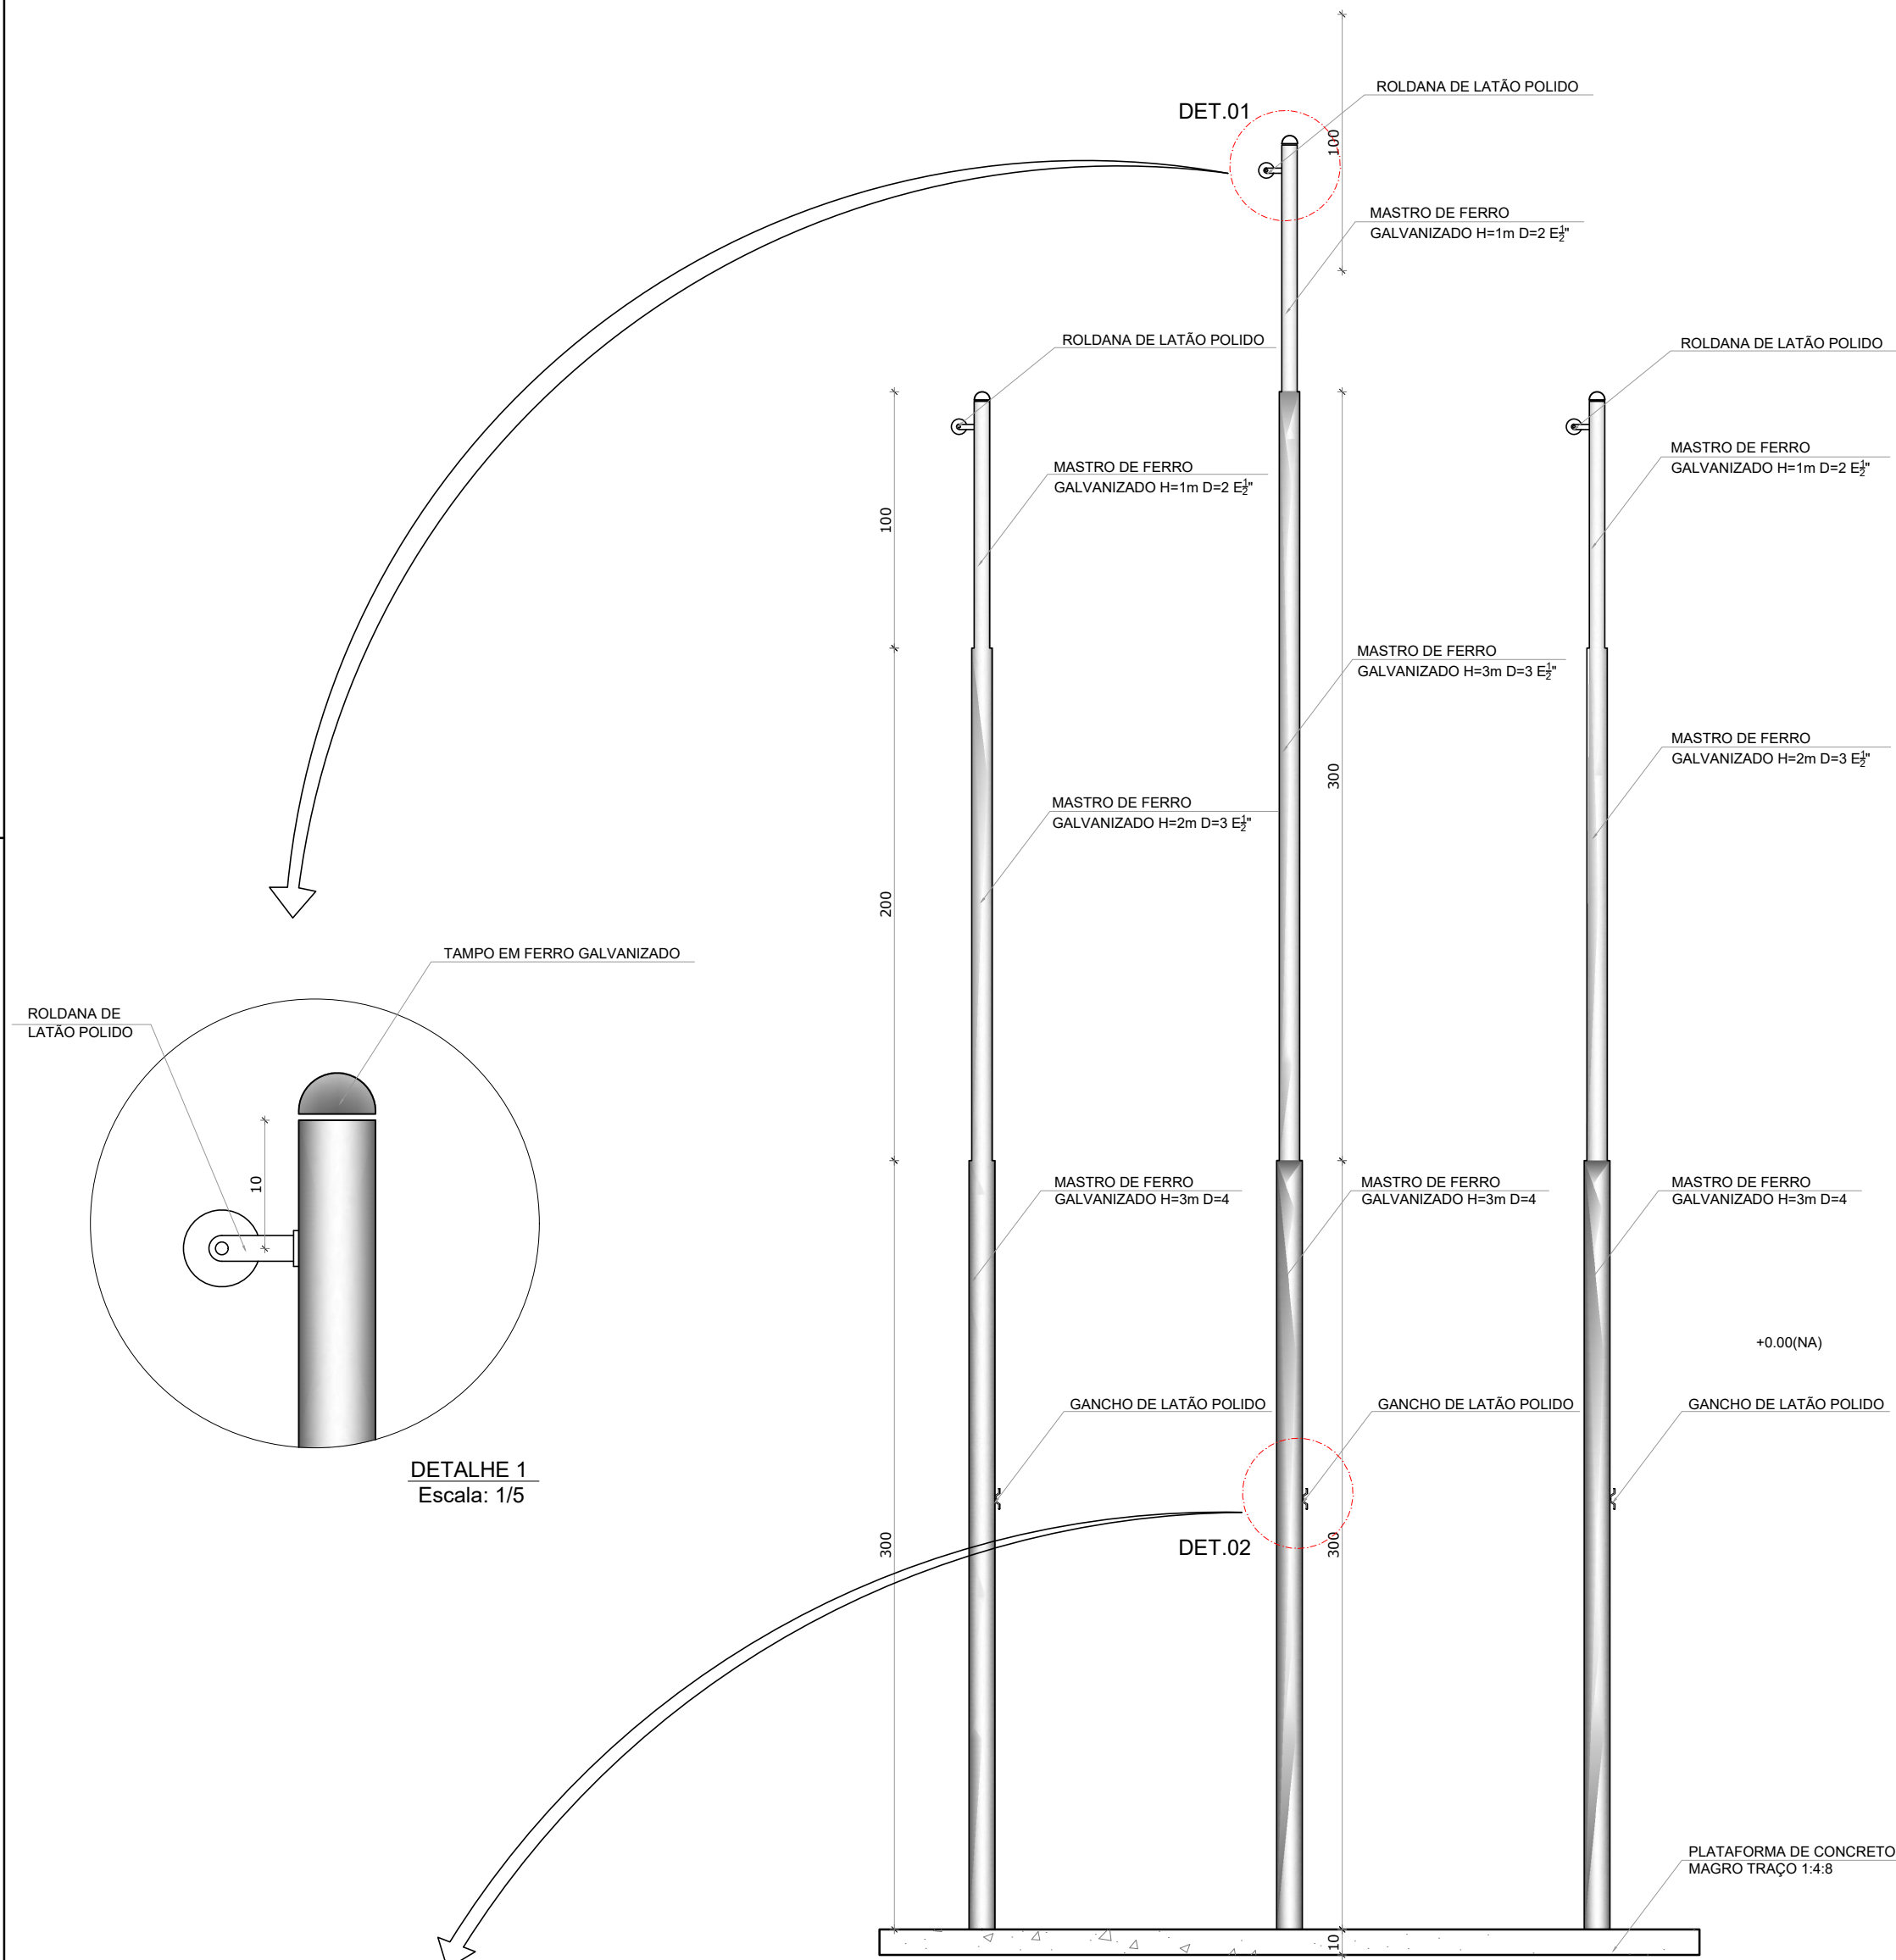 ROLDANA DE LATÃO POLIDO
DET.01
100
MASTRO DE FERRO
GALVANIZADO H=1m D=2 E½"
ROLDANA DE LATÃO POLIDO
ROLDANA DE LATÃO POLIDO
MASTRO DE FERRO
GALVANIZADO H=1m D=2 E½"
MASTRO DE FERRO
GALVANIZADO H=1m D=2 E½"
100
MASTRO DE FERRO
GALVANIZADO H=3m D=3 E½"
MASTRO DE FERRO
GALVANIZADO H=2m D=3 E½"
300
MASTRO DE FERRO
GALVANIZADO H=2m D=3 E½"
200
TAMPO EM FERRO GALVANIZADO
ROLDANA DE
LATÃO POLIDO
10
MASTRO DE FERRO
GALVANIZADO H=3m D=4
MASTRO DE FERRO
GALVANIZADO H=3m D=4
MASTRO DE FERRO
GALVANIZADO H=3m D=4
+0.00(NA)
GANCHO DE LATÃO POLIDO
GANCHO DE LATÃO POLIDO
GANCHO DE LATÃO POLIDO
DETALHE 1
Escala: 1/5
300
DET.02
300
PLATAFORMA DE CONCRETO
MAGRO TRAÇO 1:4:8
10